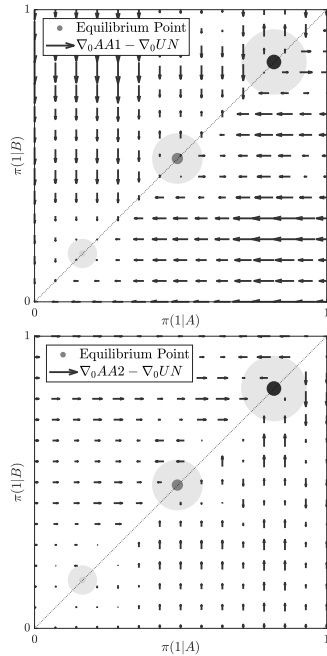 1
Equilibrium Point
∇₀AA1 − ∇₀UN
π(1|B)
0
π(1|A)
1
1
Equilibrium Point
∇₀AA2 − ∇₀UN
π(1|B)
0
0
π(1|A)
1